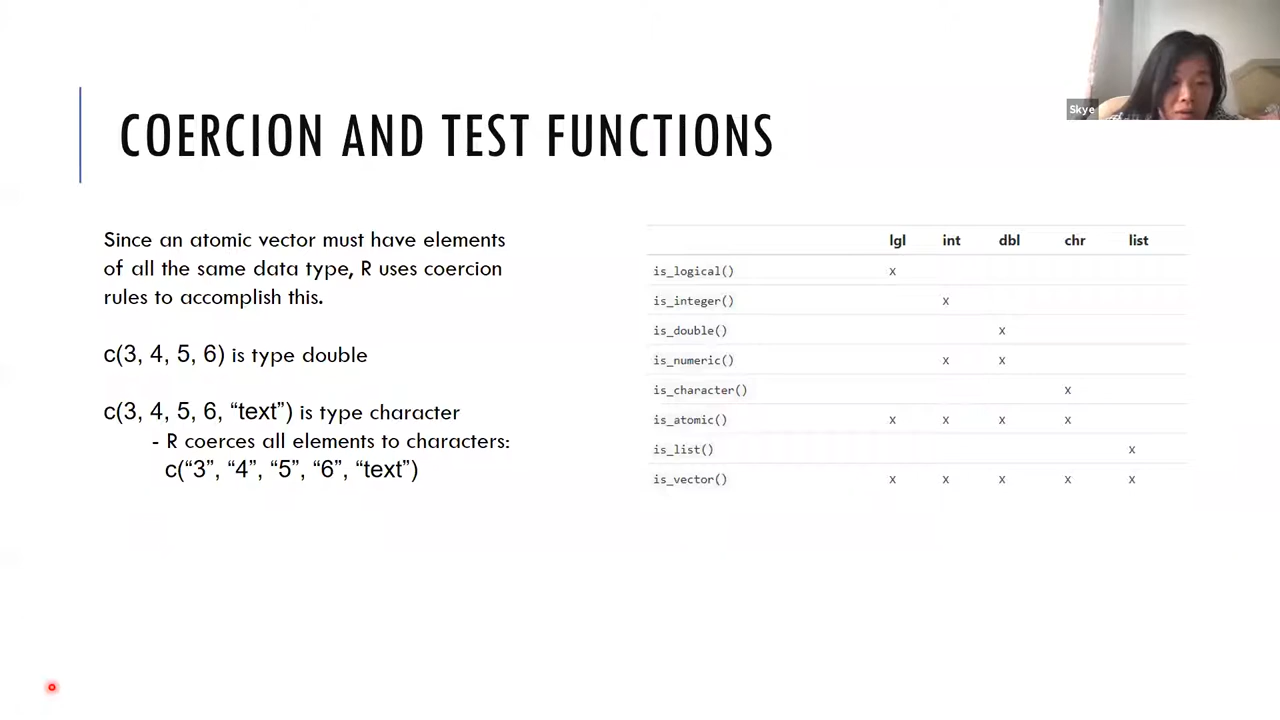 Skye
COERCION AND TEST FUNCTIONS
Since an atomic vector must have elements
of all the same data type, R uses coercion
rules to accomplish this.
c(3, 4, 5, 6) is type double
c(3, 4, 5, 6, “text”) is type character
- R coerces all elements to characters:
c(“3”, “4”, “5”, “6”, “text”)
lgl int dbl chr list
is_logical() x
is_integer() x
is_double() x
is_numeric() x x
is_character() x
is_atomic() x x x x
is_list() x
is_vector() x x x x x